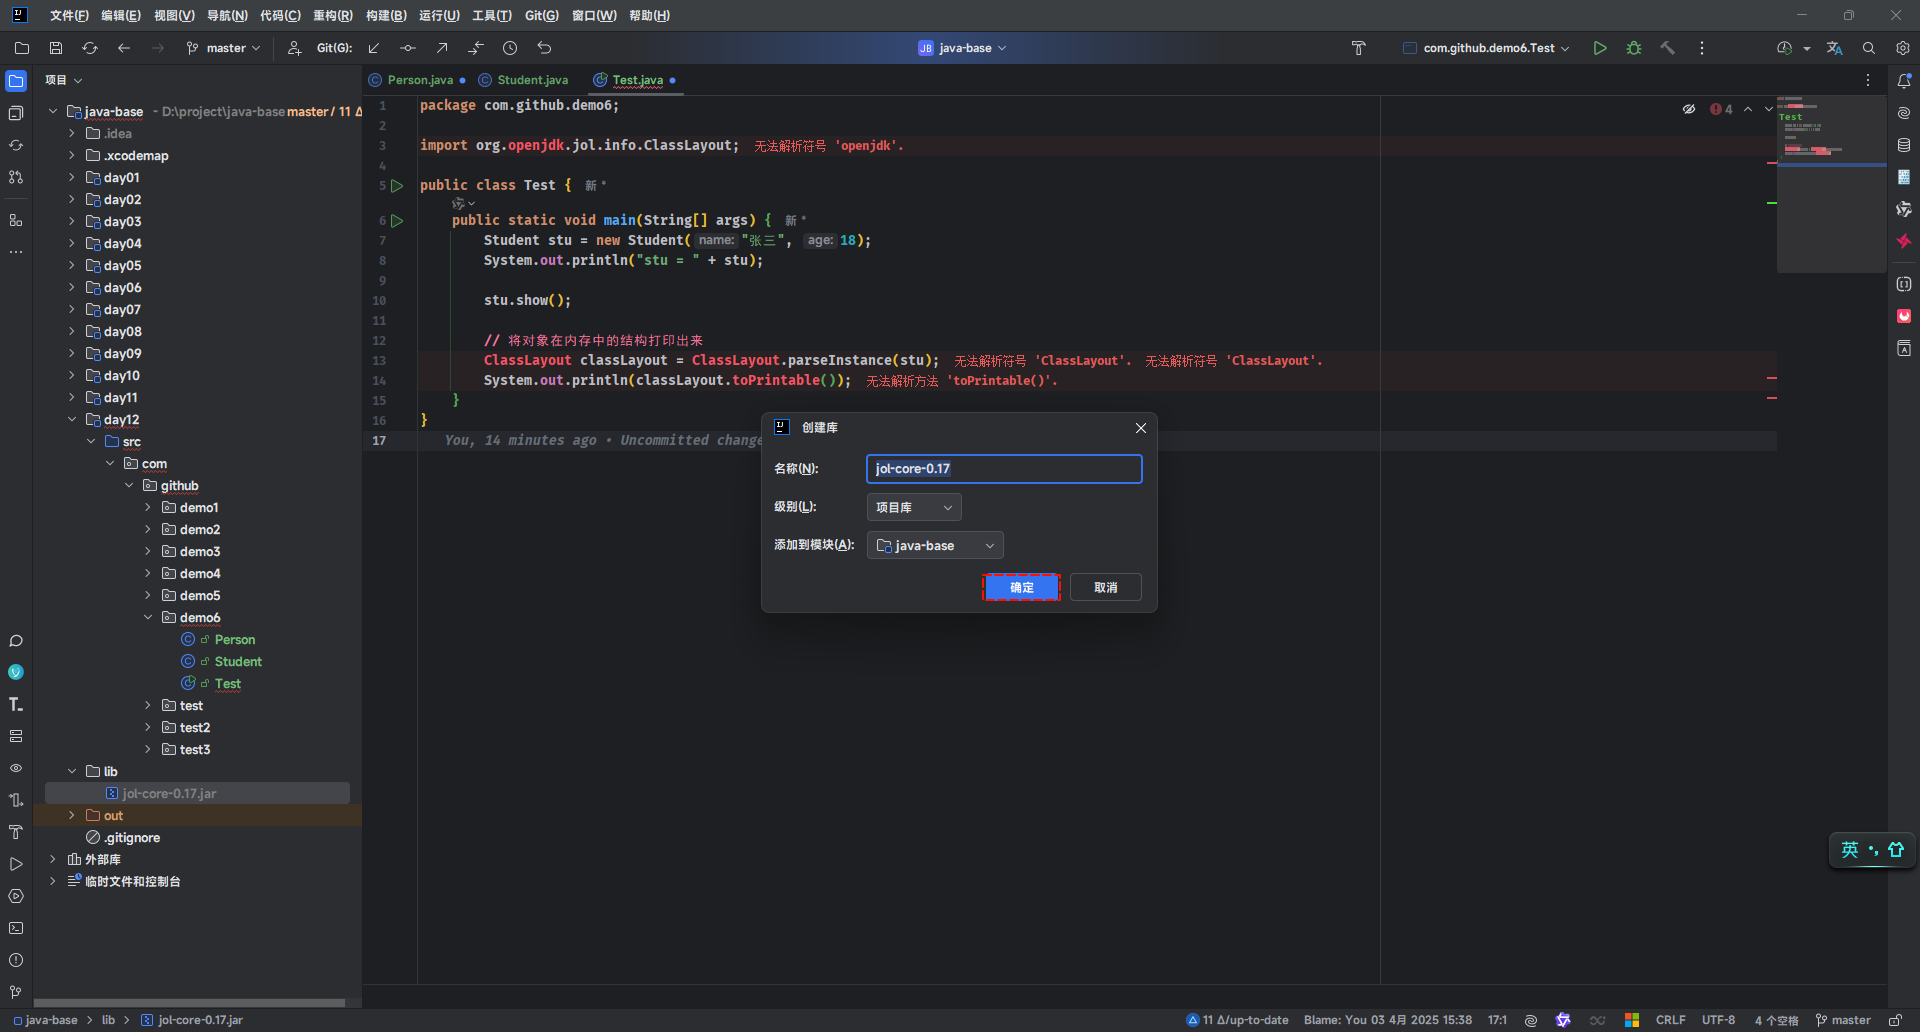 文件(F) 编辑(E) 视图(V) 导航(N) 代码(C) 重构(R) 构建(B) 运行(U) 工具(T) Git(G) 窗口(W) 帮助(H)
master Git(G): JB java-base com.github.demo6.Test
项目
Person.java Student.java Test.java
java-base - D:\project\java-base master / 11 Δ
.idea
.xcodemap
day01
day02
day03
day04
day05
day06
day07
day08
day09
day10
day11
day12
src
com
github
demo1
demo2
demo3
demo4
demo5
demo6
Person
Student
Test
test
test2
test3
lib
jol-core-0.17.jar
out
.gitignore
外部库
临时文件和控制台
1 package com.github.demo6;
2
3 import org.openjdk.jol.info.ClassLayout; 无法解析符号 'openjdk'.
4
5 public class Test { 新 *
6 public static void main(String[] args) { 新 *
7 Student stu = new Student( name: "张三", age: 18);
8 System.out.println("stu = " + stu);
9
10 stu.show();
11
12 // 将对象在内存中的结构打印出来
13 ClassLayout classLayout = ClassLayout.parseInstance(stu); 无法解析符号 'ClassLayout'. 无法解析符号 'ClassLayout'.
14 System.out.println(classLayout.toPrintable()); 无法解析方法 'toPrintable()'.
15 }
16 }
17 You, 14 minutes ago • Uncommitted change
4
Test
创建库
名称(N): jol-core-0.17
级别(L): 项目库
添加到模块(A): java-base
确定 取消
英
java-base lib jol-core-0.17.jar 11 Δ/up-to-date Blame: You 03 4月 2025 15:38 17:1 CRLF UTF-8 4 个空格 master